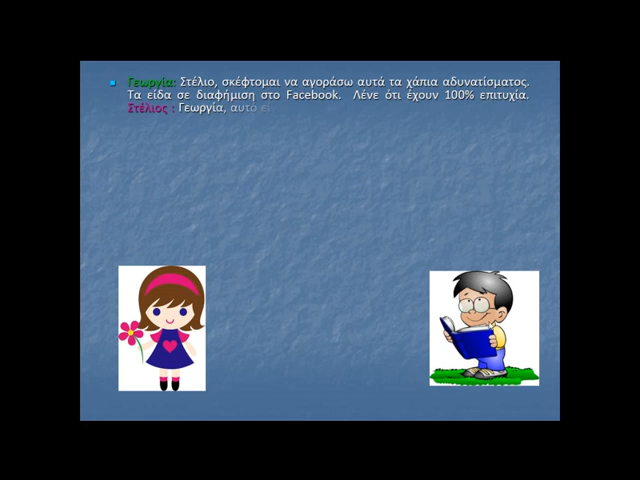 Γεωργία: Στέλιο, σκέφτομαι να αγοράσω αυτά τα χάπια αδυνατίσματος.
Τα είδα σε διαφήμιση στο Facebook. Λένε ότι έχουν 100% επιτυχία.
Στέλιος : Γεωργία, αυτό εί